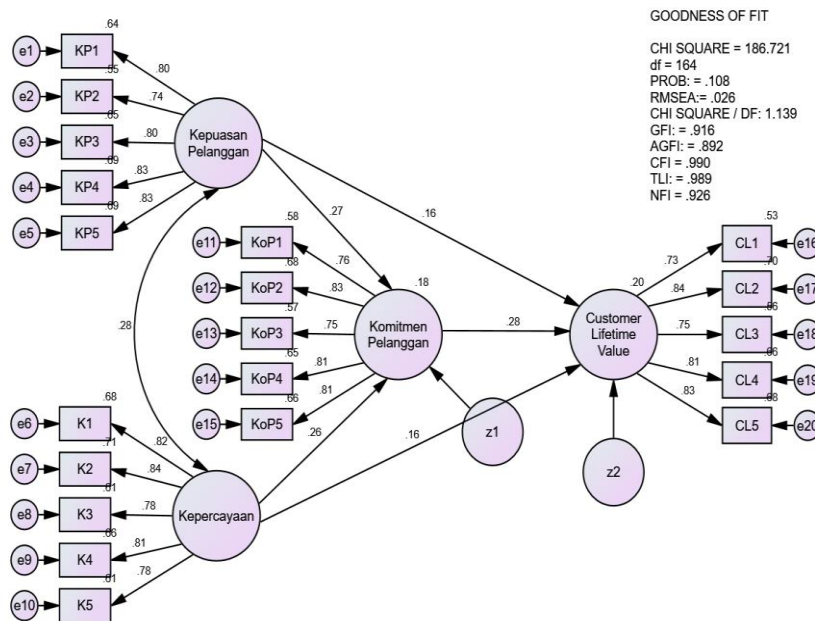 GOODNESS OF FIT
CHI SQUARE = 186.721
df = 164
PROB: = .108
RMSEA:= .026
CHI SQUARE / DF: 1.139
GFI: = .916
AGFI: = .892
CFI = .990
TLI: = .989
NFI = .926
.64
e1 KP1
.80
.55
e2 KP2
.74
.65
e3 KP3
.80
.69
e4 KP4
.83
.69
e5 KP5
.83
Kepuasan
Pelanggan
.27
.16
.28
.58
e11 KoP1
.76
.68
e12 KoP2
.83
.57
e13 KoP3
.75
.65
e14 KoP4
.81
.66
e15 KoP5
.81
.18
Komitmen
Pelanggan
.28
.26
.16
z1
.20
Customer
Lifetime
Value
z2
.53
.73
CL1 e16
.70
.84
CL2 e17
.75
CL3 e18
.66
.81
CL4 e19
.68
.83
CL5 e20
.68
e6 K1
.82
.71
e7 K2
.84
.61
e8 K3
.78
.66
e9 K4
.81
.61
e10 K5
.78
Kepercayaan